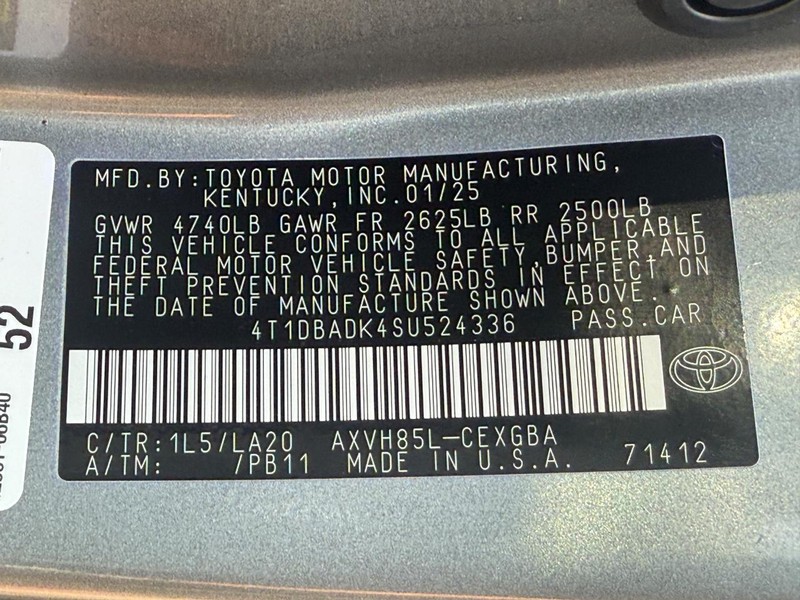 MFD.BY:TOYOTA MOTOR MANUFACTURING,
KENTUCKY,INC.01/25
GVWR 4740LB GAWR FR 2625LB RR 2500LB
THIS VEHICLE CONFORMS TO ALL APPLICABLE
FEDERAL MOTOR VEHICLE SAFETY,BUMPER,AND
THEFT PREVENTION STANDARDS IN EFFECT ON
THE DATE OF MANUFACTURE SHOWN ABOVE.
4T1DBADK4SU524336 PASS.CAR
C/TR:1L5/LA20 AXVH85L-CEXGBA
A/TM: /PB11 MADE IN U.S.A. 71412
52